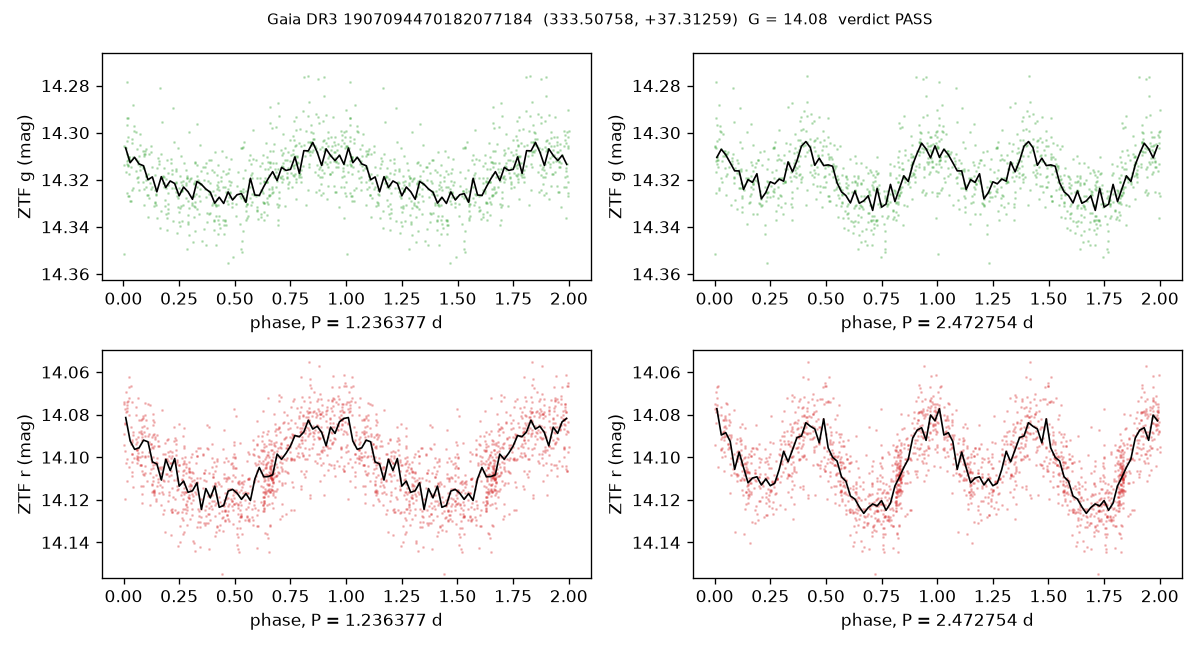 Gaia DR3 1907094470182077184 (333.50758, +37.31259) G = 14.08 verdict PASS
ZTF g (mag)
14.28
14.30
14.32
14.34
14.36
0.00 0.25 0.50 0.75 1.00 1.25 1.50 1.75 2.00
phase, P = 1.236377 d
ZTF g (mag)
14.28
14.30
14.32
14.34
14.36
0.00 0.25 0.50 0.75 1.00 1.25 1.50 1.75 2.00
phase, P = 2.472754 d
ZTF r (mag)
14.06
14.08
14.10
14.12
14.14
0.00 0.25 0.50 0.75 1.00 1.25 1.50 1.75 2.00
phase, P = 1.236377 d
ZTF r (mag)
14.06
14.08
14.10
14.12
14.14
0.00 0.25 0.50 0.75 1.00 1.25 1.50 1.75 2.00
phase, P = 2.472754 d